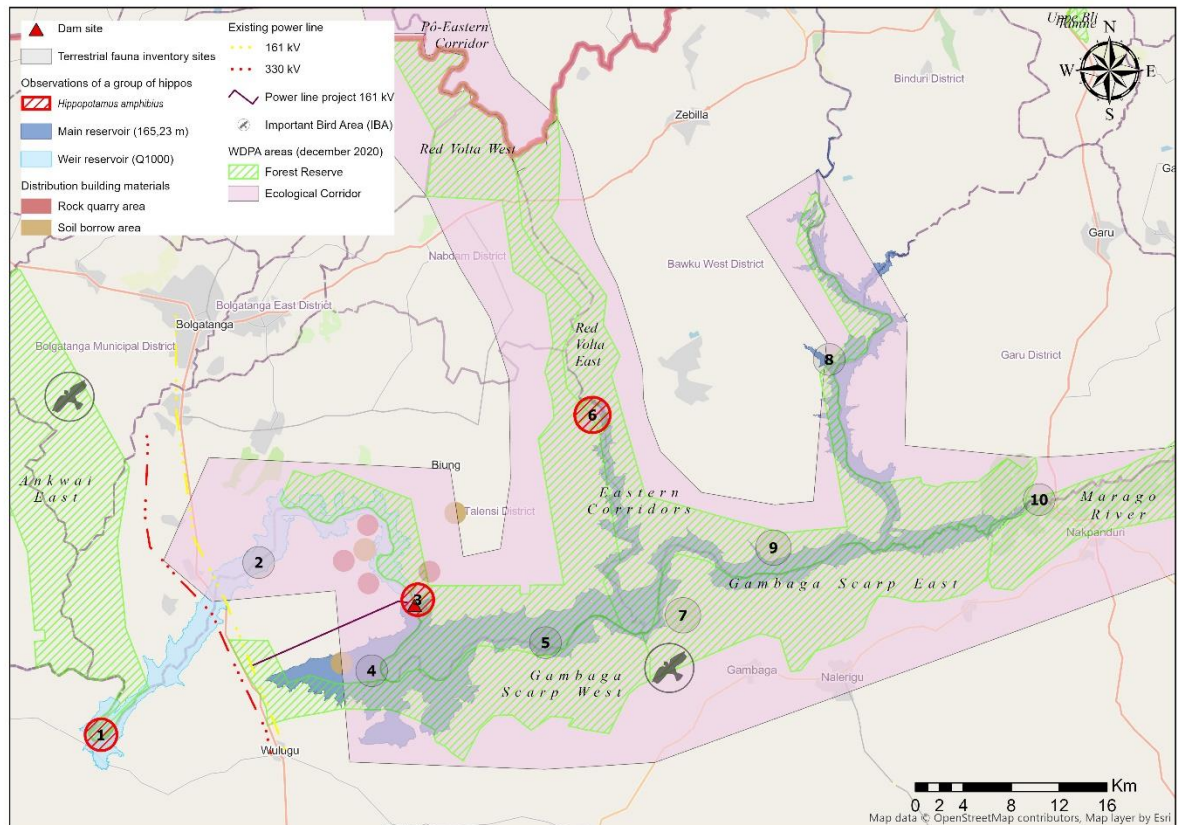 Dam site
Terrestrial fauna inventory sites
Observations of a group of hippos
Hippopotamus amphibius
Main reservoir (165,23 m)
Weir reservoir (Q1000)
Distribution building materials
Rock quarry area
Soil borrow area
Existing power line
161 kV
330 kV
Power line project 161 kV
Important Bird Area (IBA)
WDPA areas (december 2020)
Forest Reserve
Ecological Corridor
Pô-Eastern
Corridor
N
W
E
S
Binduri District
Zebilla
Red Volta West
Garu
Nabdam District
Bawku West District
Bolgatanga East District
Bolgatanga
Bolgatanga Municipal District
Red
Volta
East
Garu District
8
6
Biung
Ankwai
East
Talensi District
Eastern
Corridors
10
Marago
River
Nakpanduri
2
9
Gambaga Scarp East
3
7
5
4
Gambaga
Scarp West
Gambaga
Nalerigu
1
Wulugu
Km
0 2 4 8 12 16
Map data © OpenStreetMap contributors, Map layer by Esri